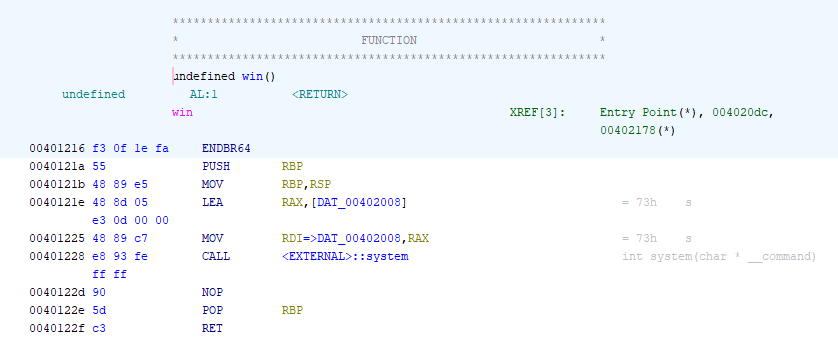 **************************************************************
* FUNCTION *
**************************************************************
undefined win()
undefined AL:1 <RETURN>
win XREF[3]: Entry Point(*), 004020dc,
00402178(*)
00401216 f3 0f 1e fa ENDBR64
0040121a 55 PUSH RBP
0040121b 48 89 e5 MOV RBP,RSP
0040121e 48 8d 05 LEA RAX,[DAT_00402008] = 73h s
e3 0d 00 00
00401225 48 89 c7 MOV RDI=>DAT_00402008,RAX = 73h s
00401228 e8 93 fe CALL <EXTERNAL>::system int system(char * __command)
ff ff
0040122d 90 NOP
0040122e 5d POP RBP
0040122f c3 RET